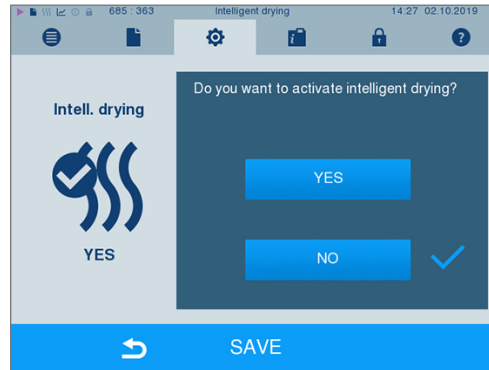 685 : 363 Intelligent drying 14:27 02.10.2019
i ?
Intell. drying
Do you want to activate intelligent drying?
YES
YES
NO
SAVE